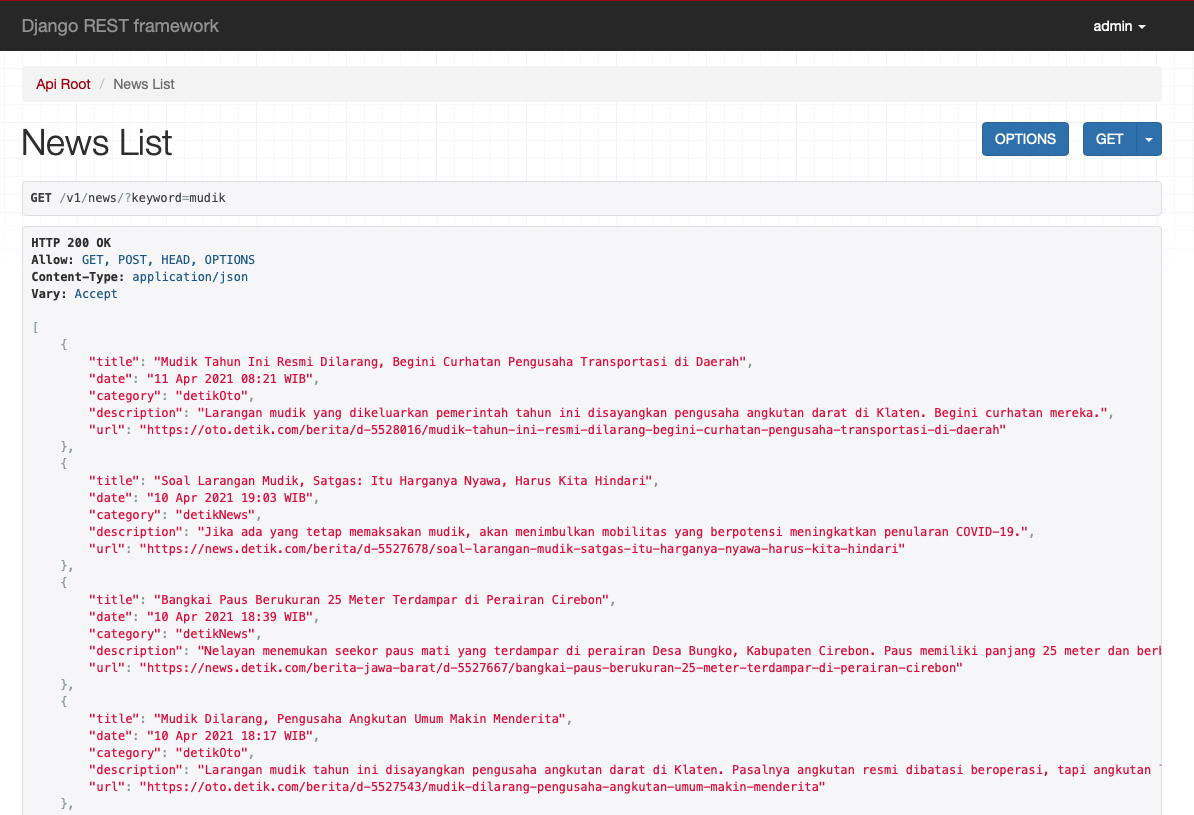 Django REST framework
admin
Api Root / News List
News List
OPTIONS
GET
GET /v1/news/?keyword=mudik
HTTP 200 OK
Allow: GET, POST, HEAD, OPTIONS
Content-Type: application/json
Vary: Accept
[
{
"title": "Mudik Tahun Ini Resmi Dilarang, Begini Curhatan Pengusaha Transportasi di Daerah",
"date": "11 Apr 2021 08:21 WIB",
"category": "detikOto",
"description": "Larangan mudik yang dikeluarkan pemerintah tahun ini disayangkan pengusaha angkutan darat di Klaten. Begini curhatan mereka.",
"url": "https://oto.detik.com/berita/d-5528016/mudik-tahun-ini-resmi-dilarang-begini-curhatan-pengusaha-transportasi-di-daerah"
},
{
"title": "Soal Larangan Mudik, Satgas: Itu Harganya Nyawa, Harus Kita Hindari",
"date": "10 Apr 2021 19:03 WIB",
"category": "detikNews",
"description": "Jika ada yang tetap memaksakan mudik, akan menimbulkan mobilitas yang berpotensi meningkatkan penularan COVID-19.",
"url": "https://news.detik.com/berita/d-5527678/soal-larangan-mudik-satgas-itu-harganya-nyawa-harus-kita-hindari"
},
{
"title": "Bangkai Paus Berukuran 25 Meter Terdampar di Perairan Cirebon",
"date": "10 Apr 2021 18:39 WIB",
"category": "detikNews",
"description": "Nelayan menemukan seekor paus mati yang terdampar di perairan Desa Bungko, Kabupaten Cirebon. Paus memiliki panjang 25 meter dan
"url": "https://news.detik.com/berita-jawa-barat/d-5527667/bangkai-paus-berukuran-25-meter-terdampar-di-perairan-cirebon"
},
{
"title": "Mudik Dilarang, Pengusaha Angkutan Umum Makin Menderita",
"date": "10 Apr 2021 18:17 WIB",
"category": "detikOto",
"description": "Larangan mudik tahun ini disayangkan pengusaha angkutan darat di Klaten. Pasalnya angkutan resmi dibatasi beroperasi, tapi angkutan
"url": "https://oto.detik.com/berita/d-5527543/mudik-dilarang-pengusaha-angkutan-umum-makin-menderita"
},